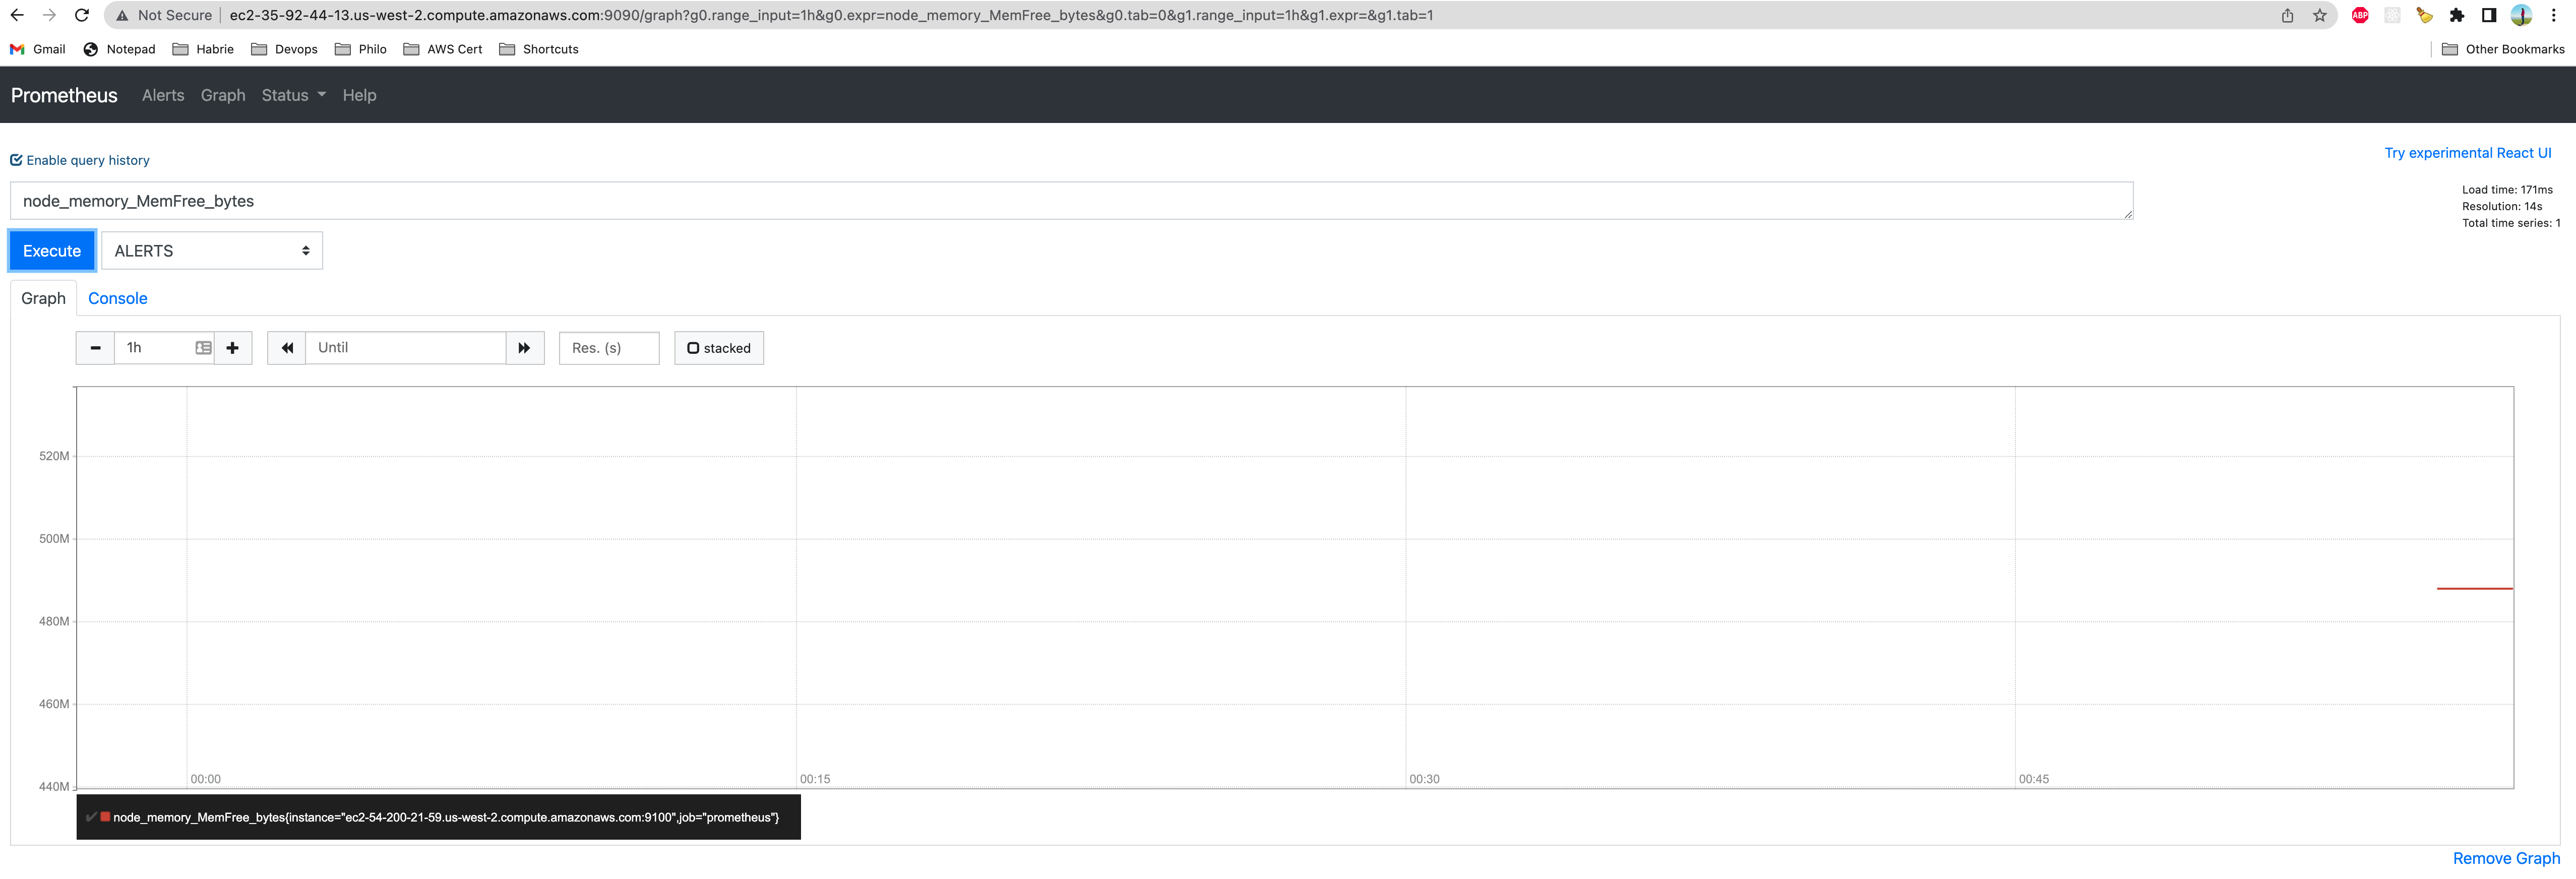 Not Secure ec2-35-92-44-13.us-west-2.compute.amazonaws.com:9090/graph?g0.range_input=1h&g0.expr=node_memory_MemFree_bytes&g0.tab=0&g1.range_input=1h&g1.expr=&g1.tab=1 ABP
Gmail Notepad Habrie Devops Philo AWS Cert Shortcuts Other Bookmarks
Prometheus Alerts Graph Status Help
Enable query history Try experimental React UI
node_memory_MemFree_bytes
Load time: 171ms
Resolution: 14s
Total time series: 1
Execute ALERTS
Graph Console
1h Until Res. (s) stacked
520M
500M
480M
460M
440M
00:00 00:15 00:30 00:45
node_memory_MemFree_bytes{instance="ec2-54-200-21-59.us-west-2.compute.amazonaws.com:9100",job="prometheus"}
Remove Graph